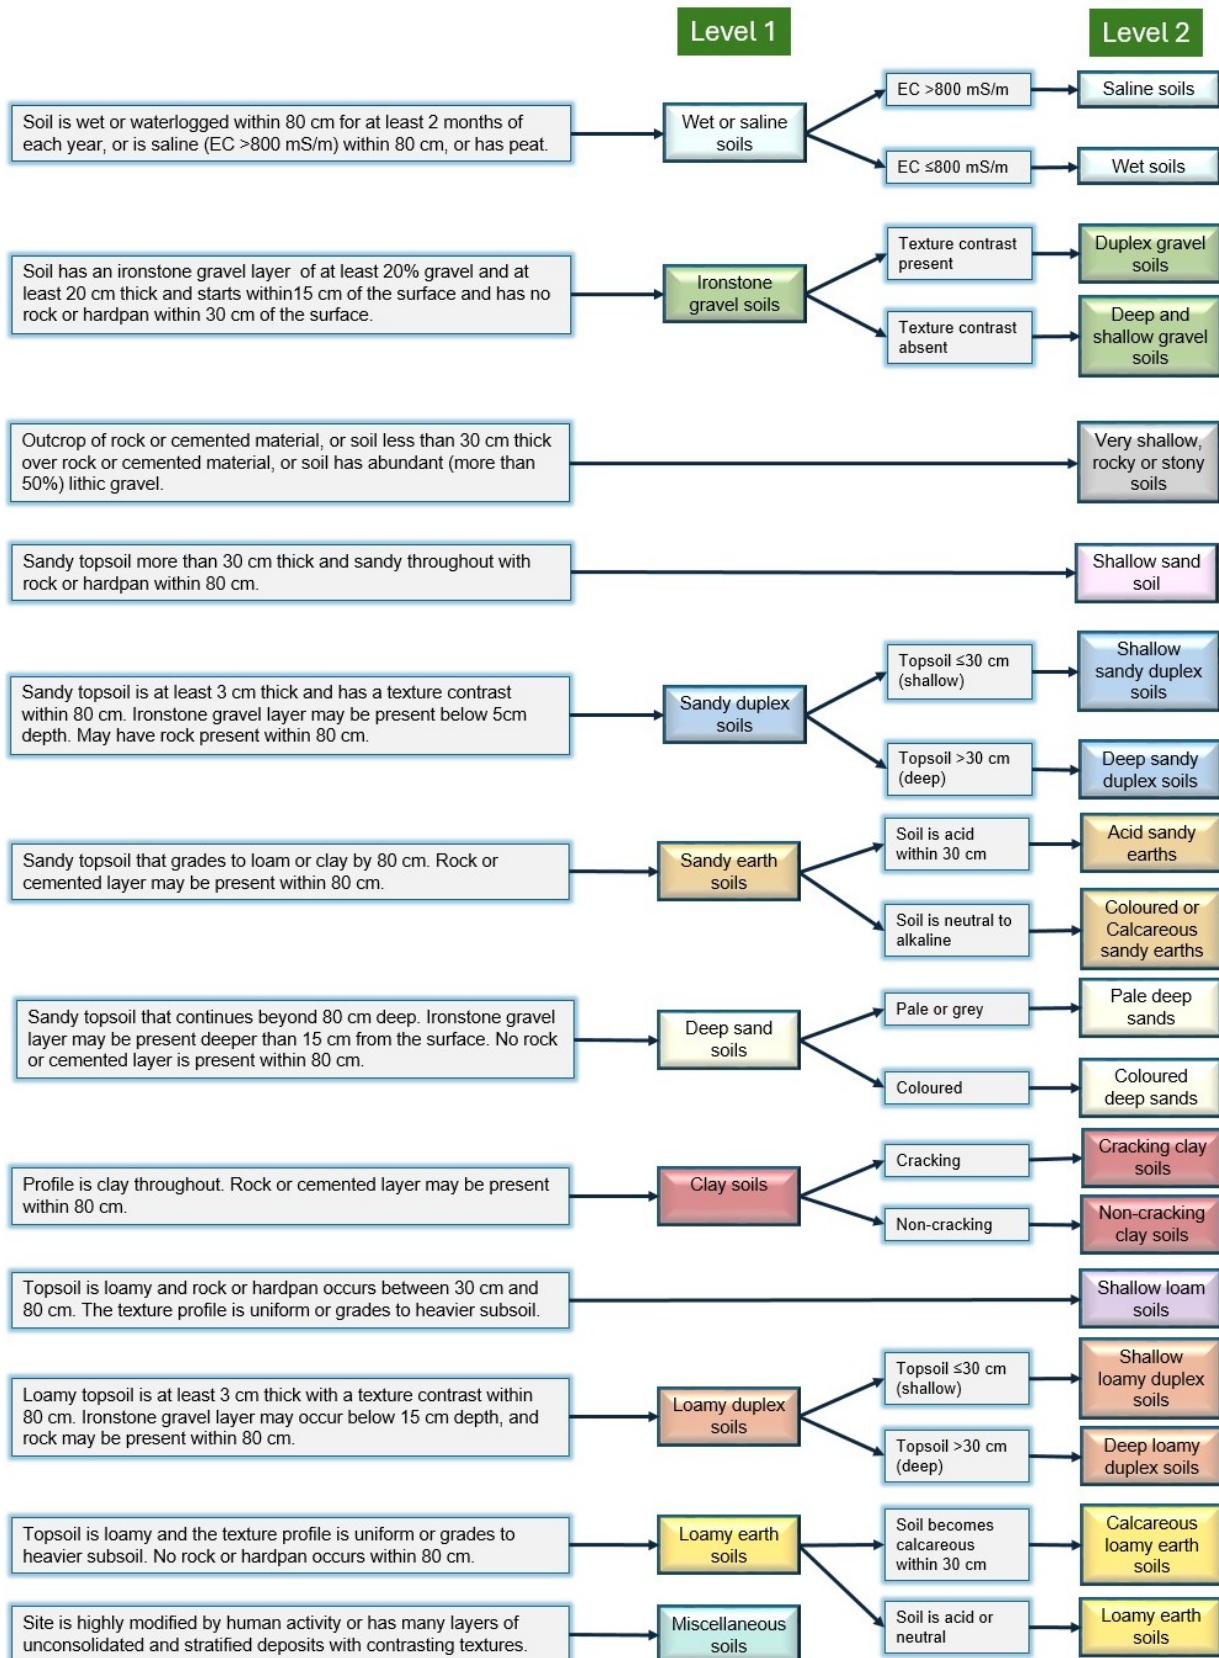 Level 1
Level 2
Soil is wet or waterlogged within 80 cm for at least 2 months of
each year, or is saline (EC >800 mS/m) within 80 cm, or has peat.
Wet or saline
soils
EC >800 mS/m
Saline soils
EC ≤800 mS/m
Wet soils
Soil has an ironstone gravel layer of at least 20% gravel and at
least 20 cm thick and starts within15 cm of the surface and has no
rock or hardpan within 30 cm of the surface.
Ironstone
gravel soils
Texture contrast
present
Duplex gravel
soils
Texture contrast
absent
Deep and
shallow gravel
soils
Outcrop of rock or cemented material, or soil less than 30 cm thick
over rock or cemented material, or soil has abundant (more than
50%) lithic gravel.
Very shallow,
rocky or stony
soils
Sandy topsoil more than 30 cm thick and sandy throughout with
rock or hardpan within 80 cm.
Shallow sand
soil
Sandy topsoil is at least 3 cm thick and has a texture contrast
within 80 cm. Ironstone gravel layer may be present below 5cm
depth. May have rock present within 80 cm.
Sandy duplex
soils
Topsoil ≤30 cm
(shallow)
Shallow
sandy duplex
soils
Topsoil >30 cm
(deep)
Deep sandy
duplex soils
Sandy topsoil that grades to loam or clay by 80 cm. Rock or
cemented layer may be present within 80 cm.
Sandy earth
soils
Soil is acid
within 30 cm
Acid sandy
earths
Soil is neutral to
alkaline
Coloured or
Calcareous
sandy earths
Sandy topsoil that continues beyond 80 cm deep. Ironstone gravel
layer may be present deeper than 15 cm from the surface. No rock
or cemented layer is present within 80 cm.
Deep sand
soils
Pale or grey
Pale deep
sands
Coloured
Coloured
deep sands
Profile is clay throughout. Rock or cemented layer may be present
within 80 cm.
Clay soils
Cracking
Cracking clay
soils
Non-cracking
Non-cracking
clay soils
Topsoil is loamy and rock or hardpan occurs between 30 cm and
80 cm. The texture profile is uniform or grades to heavier subsoil.
Shallow loam
soils
Loamy topsoil is at least 3 cm thick with a texture contrast within
80 cm. Ironstone gravel layer may occur below 15 cm depth, and
rock may be present within 80 cm.
Loamy duplex
soils
Topsoil ≤30 cm
(shallow)
Shallow
loamy duplex
soils
Topsoil >30 cm
(deep)
Deep loamy
duplex soils
Topsoil is loamy and the texture profile is uniform or grades to
heavier subsoil. No rock or hardpan occurs within 80 cm.
Loamy earth
soils
Soil becomes
calcareous
within 30 cm
Calcareous
loamy earth
soils
Soil is acid or
neutral
Loamy earth
soils
Site is highly modified by human activity or has many layers of
unconsolidated and stratified deposits with contrasting textures.
Miscellaneous
soils